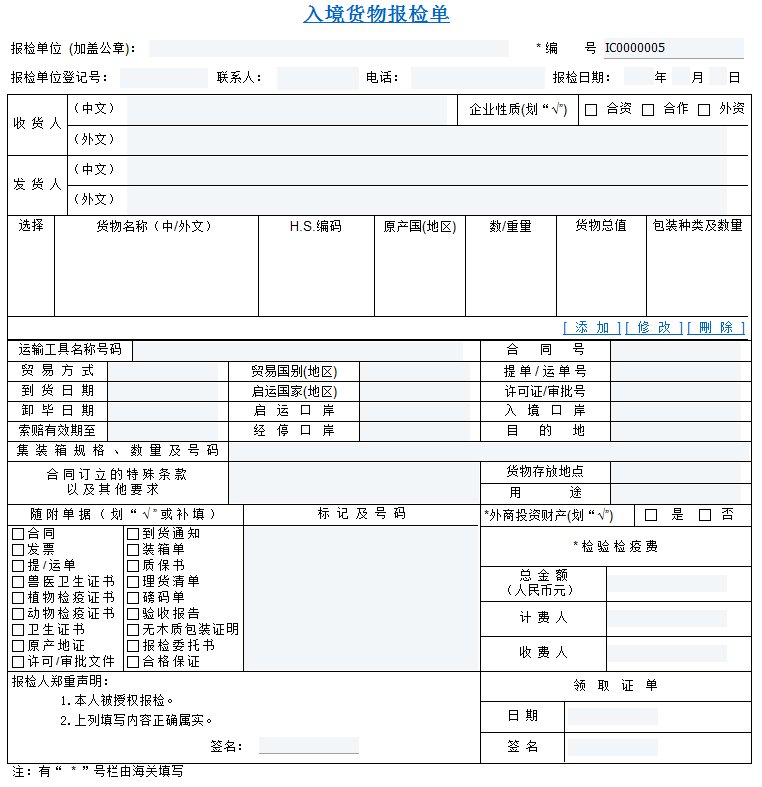 入境货物报检单
报检单位 (加盖公章): * 编 号 IC0000005
报检单位登记号: 联系人: 电话: 报检日期: 年 月 日
收 货 人 (中文) 企业性质(划“√”) 合资 合作 外资
(外文)
发 货 人 (中文)
(外文)
选择 货物名称（中/外文） H.S.编码 原产国(地区) 数/重量 货物总值 包装种类及数量
[ 添 加 ] [ 修 改 ] [ 刪 除 ]
运输工具名称号码 合 同 号
贸 易 方 式 贸易国别(地区) 提 单 / 运 单 号
到 货 日 期 启运国家(地区) 许可证/审批号
卸 毕 日 期 启 运 口 岸 入 境 口 岸
索赔有效期至 经 停 口 岸 目 的 地
集 装 箱 规 格 、 数 量 及 号 码
合 同 订 立 的 特 殊 条 款 货物存放地点
以 及 其 他 要 求 用 途
随 附 单 据 ( 划 “ √ ” 或 补 填 ) 标 记 及 号 码 *外商投资财产(划“√”) 是 否
合同 到货通知
发票 装箱单 * 检 验 检 疫 费
提/运单 质保书
兽医卫生证书 理货清单 总 金 额
植物检疫证书 磅码单 （人民币元）
动物检疫证书 验收报告 计 费 人
卫生证书 无木质包装证明
原产地证 报检委托书 收 费 人
许可/审批文件 合格保证
报检人郑重声明: 领 取 证 单
1. 本人被授权报检。
2. 上列填写内容正确属实。 日 期
签名: 签 名
注：有“ * ”号栏由海关填写